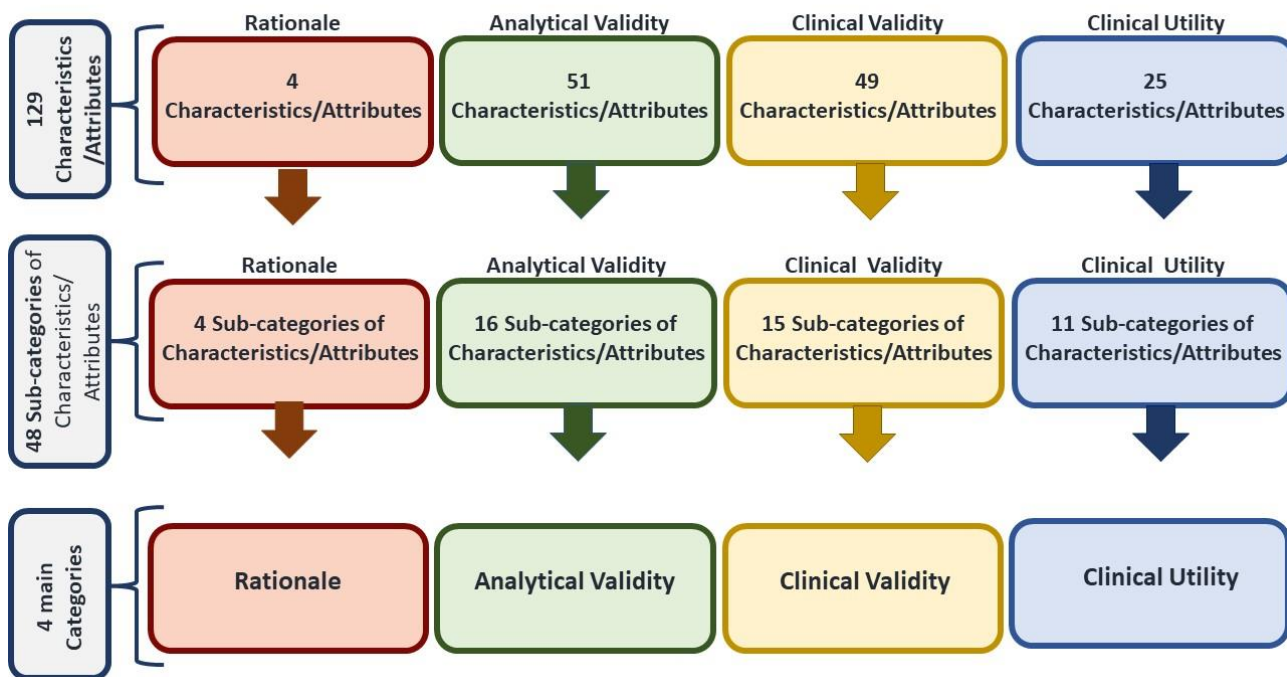 129
Characteristics
/Attributes
Rationale
4
Characteristics/Attributes
Analytical Validity
51
Characteristics/Attributes
Clinical Validity
49
Characteristics/Attributes
Clinical Utility
25
Characteristics/Attributes
48 Sub-categories of
Characteristics/
Attributes
Rationale
4 Sub-categories of
Characteristics/Attributes
Analytical Validity
16 Sub-categories of
Characteristics/Attributes
Clinical Validity
15 Sub-categories of
Characteristics/Attributes
Clinical Utility
11 Sub-categories of
Characteristics/Attributes
4 main
Categories
Rationale
Analytical Validity
Clinical Validity
Clinical Utility